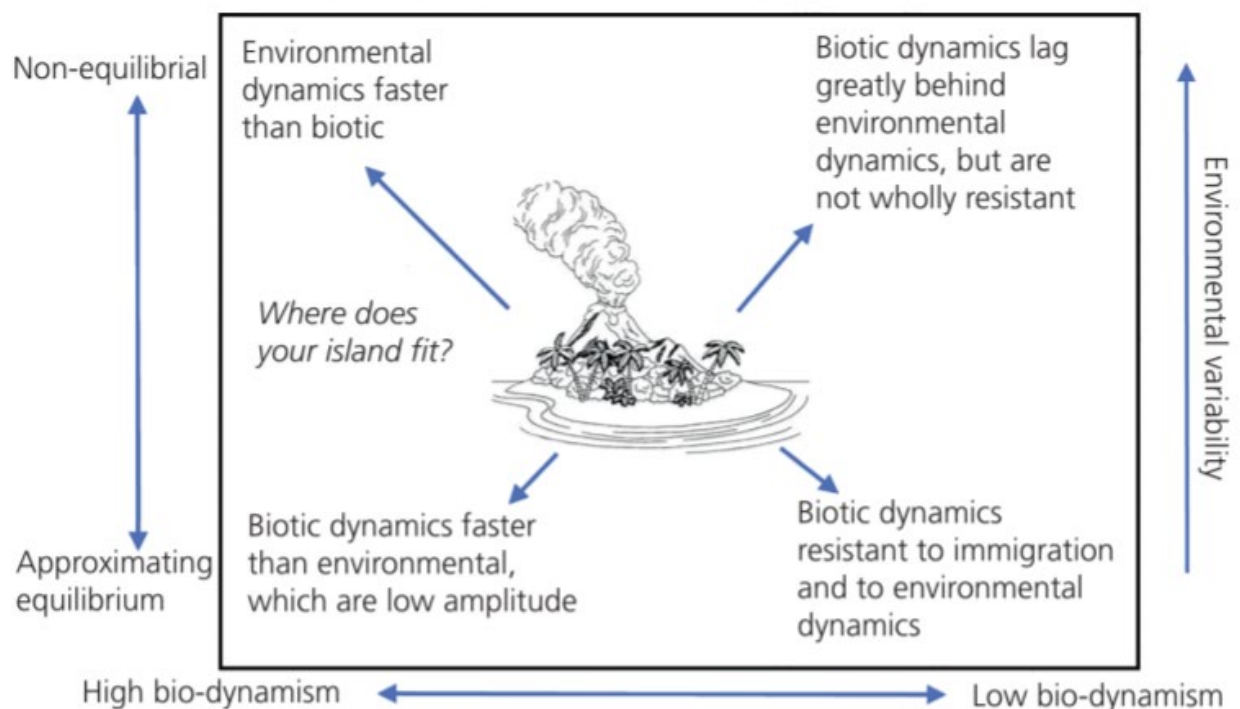 Non-equilibrial
Environmental
dynamics faster
than biotic
Biotic dynamics lag
greatly behind
environmental
dynamics, but are
not wholly resistant
Environmental variability
Where does
your island fit?
Approximating
equilibrium
Biotic dynamics faster
than environmental,
which are low amplitude
Biotic dynamics
resistant to immigration
and to environmental
dynamics
High bio-dynamism
Low bio-dynamism